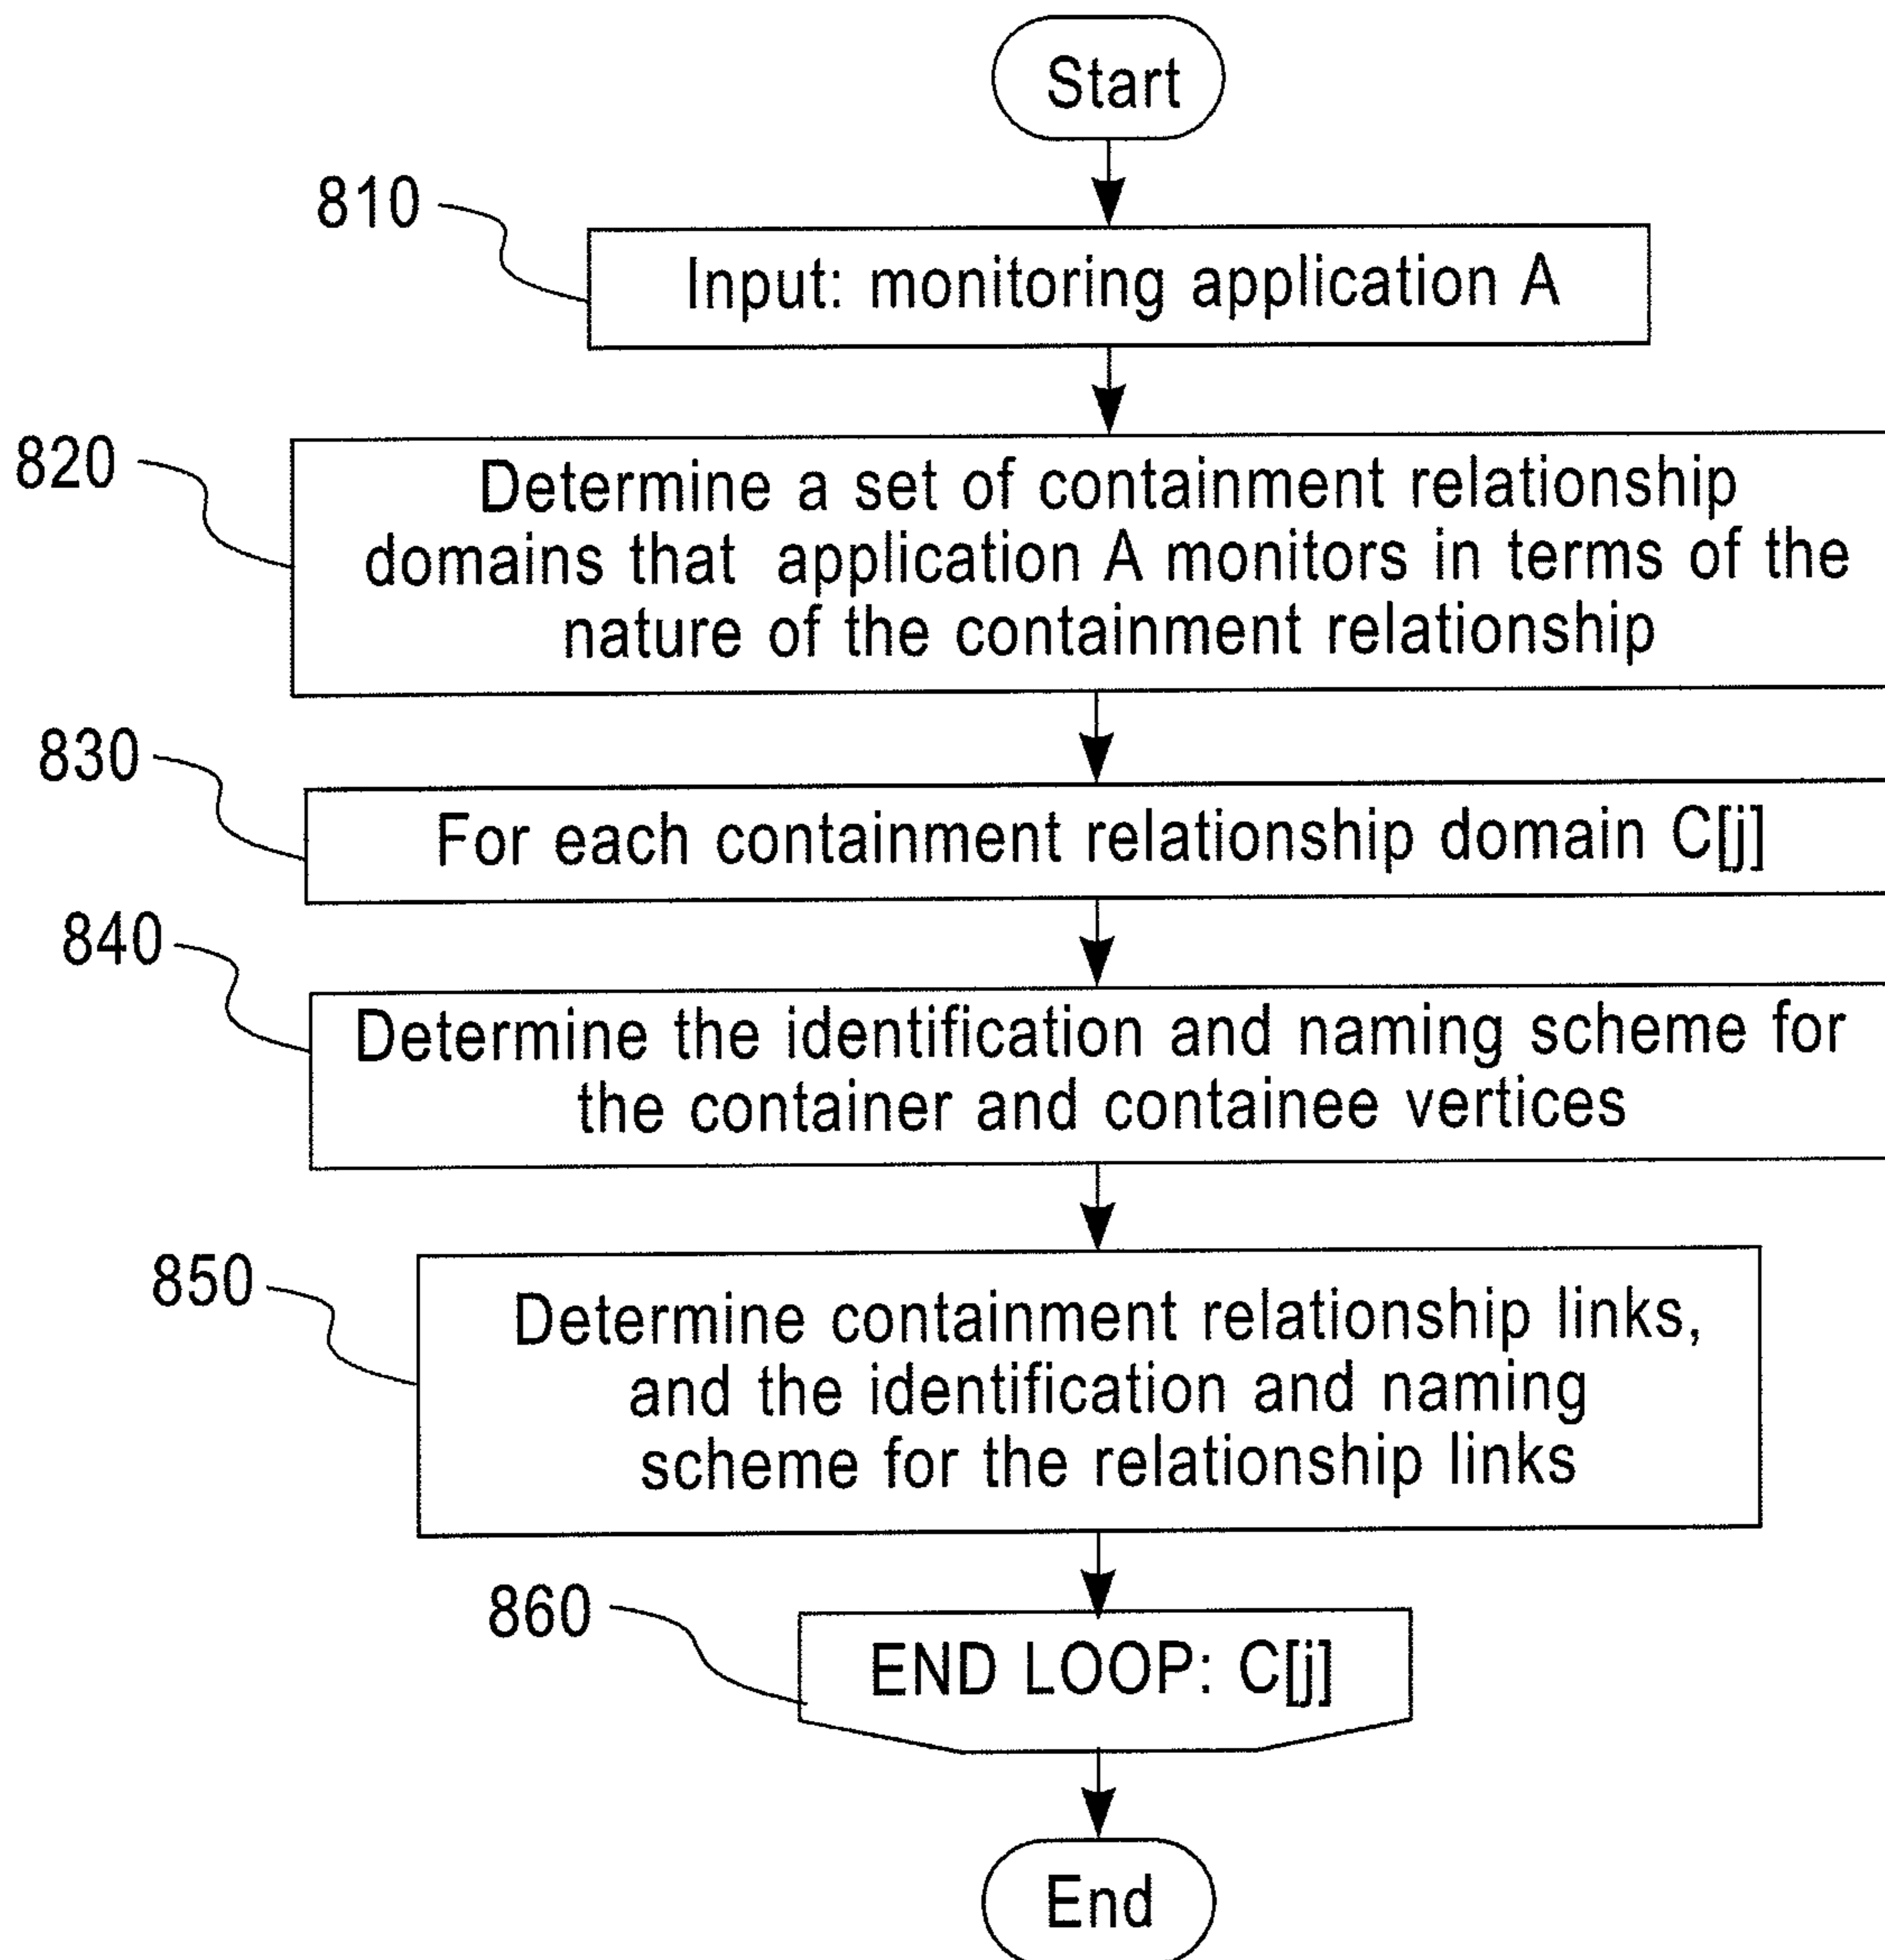 Start
810
Input: monitoring application A
820
Determine a set of containment relationship
domains that application A monitors in terms of the
nature of the containment relationship
830
For each containment relationship domain C[j]
840
Determine the identification and naming scheme for
the container and containee vertices
850
Determine containment relationship links,
and the identification and naming
scheme for the relationship links
860
END LOOP: C[j]
End